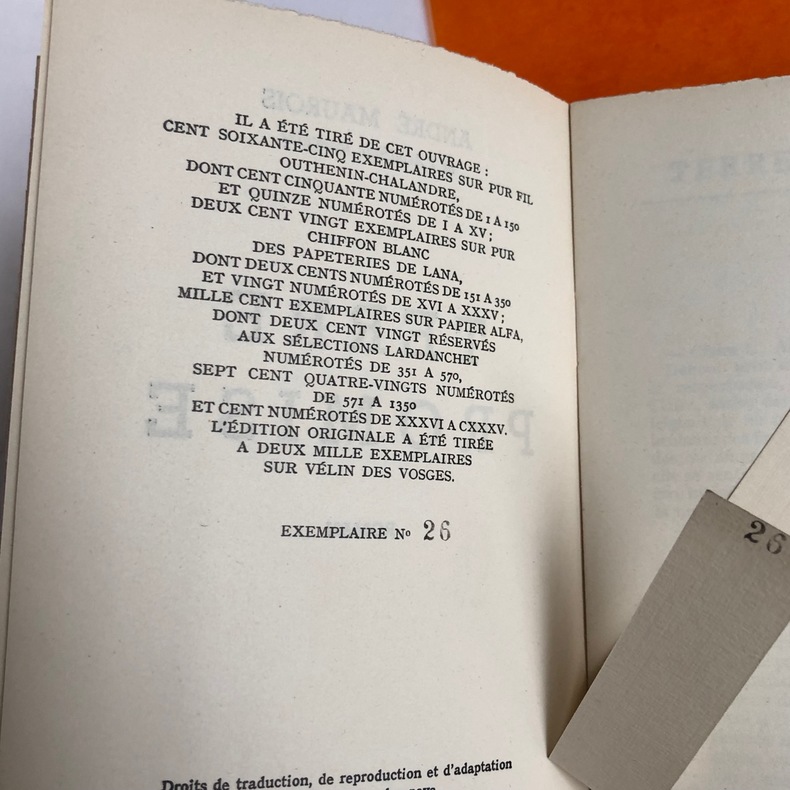 IL A ÉTÉ TIRÉ DE CET OUVRAGE :
CENT SOIXANTE-CINQ EXEMPLAIRES SUR PUR FIL
OUTHENIN-CHALANDRE,
DONT CENT CINQUANTE NUMÉROTÉS DE 1 A 150
ET QUINZE NUMÉROTÉS DE I A XV ;
DEUX CENT VINGT EXEMPLAIRES SUR PUR
CHIFFON BLANC
DES PAPETERIES DE LANA,
DONT DEUX CENTS NUMÉROTÉS DE 151 A 350
ET VINGT NUMÉROTÉS DE XVI A XXXV ;
MILLE CENT EXEMPLAIRES SUR PAPIER ALFA,
DONT DEUX CENT VINGT RÉSERVÉS
AUX SÉLECTIONS LARDANCHET
NUMÉROTÉS DE 351 A 570,
SEPT CENT QUATRE-VINGTS NUMÉROTÉS
DE 571 A 1350
ET CENT NUMÉROTÉS DE XXXVI A CXXXV.
L'ÉDITION ORIGINALE A ÉTÉ TIRÉE
A DEUX MILLE EXEMPLAIRES
SUR VÉLIN DES VOSGES.
EXEMPLAIRE No 26
Droits de traduction, de reproduction et d'adaptation
26